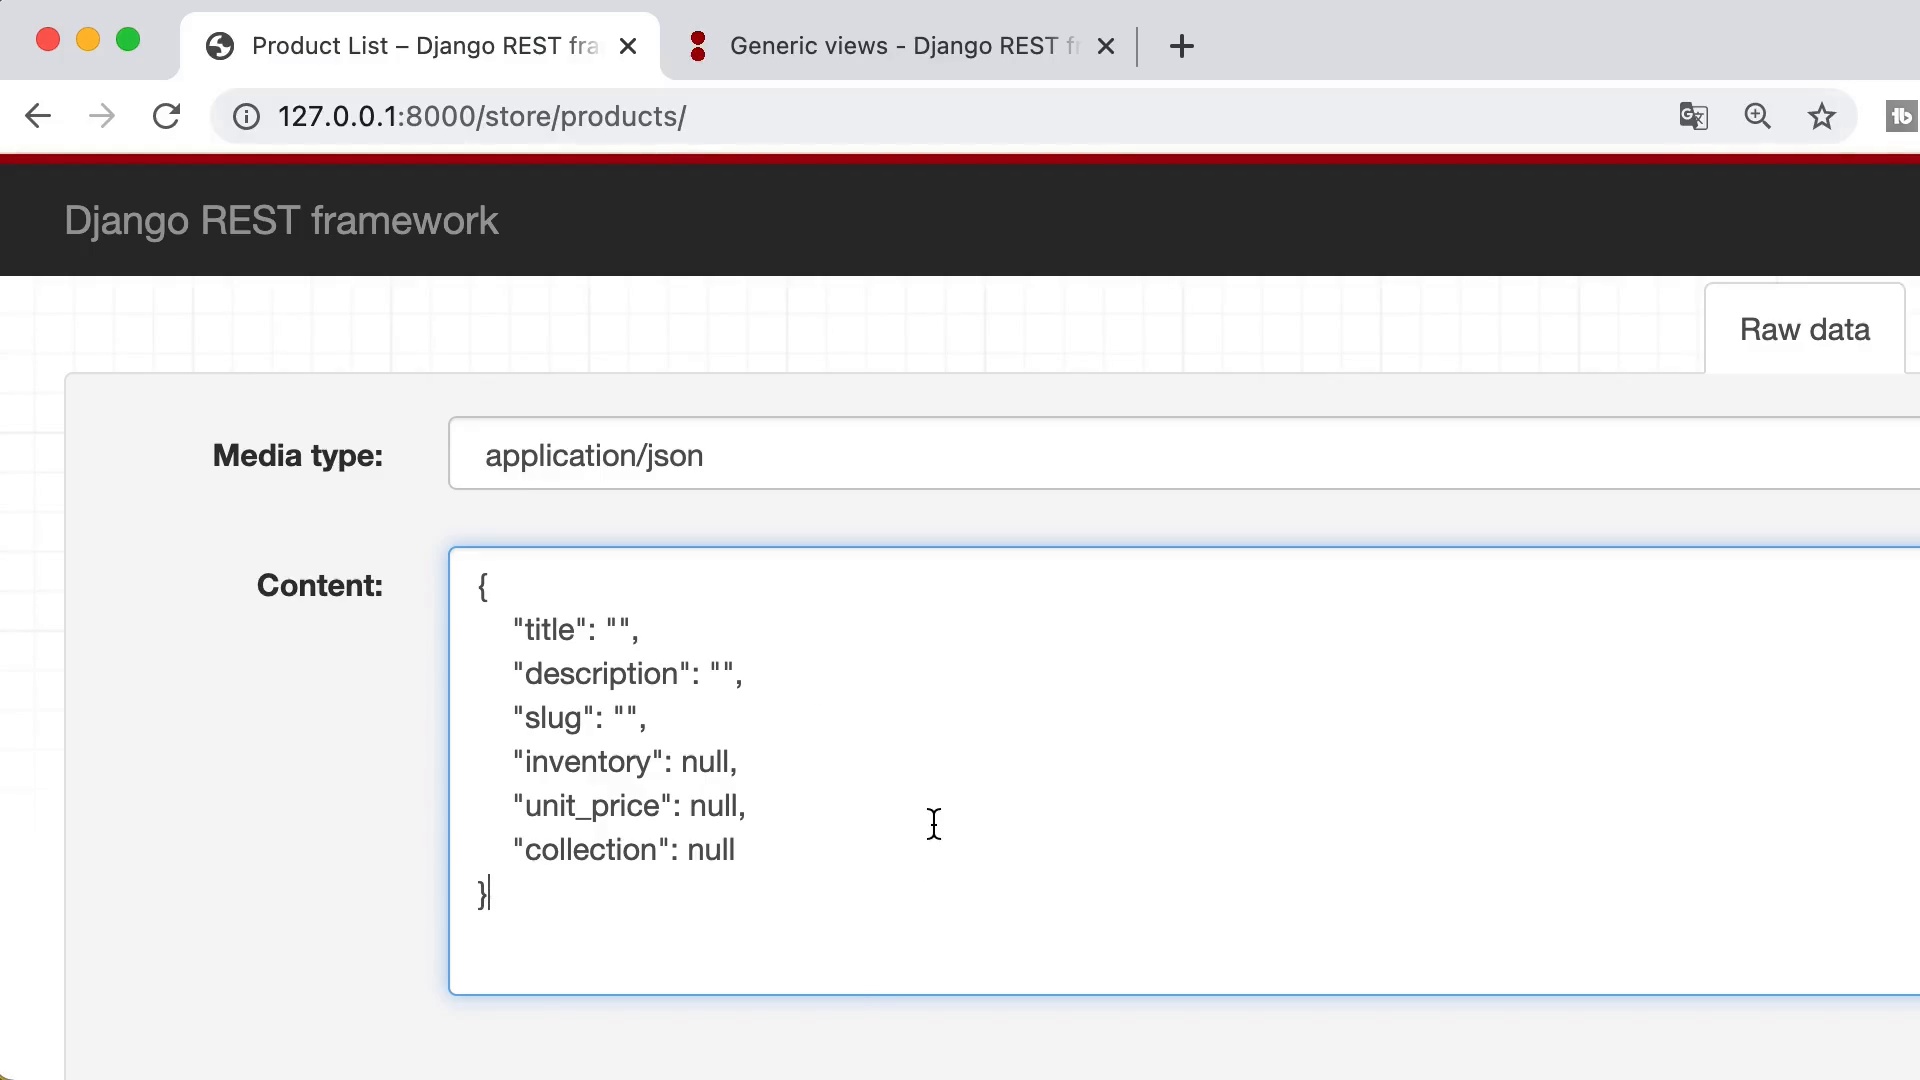 Product List – Django REST fra
Generic views - Django REST f
127.0.0.1:8000/store/products/
Django REST framework
Raw data
Media type:
application/json
Content:
{
"title": "",
"description": "",
"slug": "",
"inventory": null,
"unit_price": null,
"collection": null
}